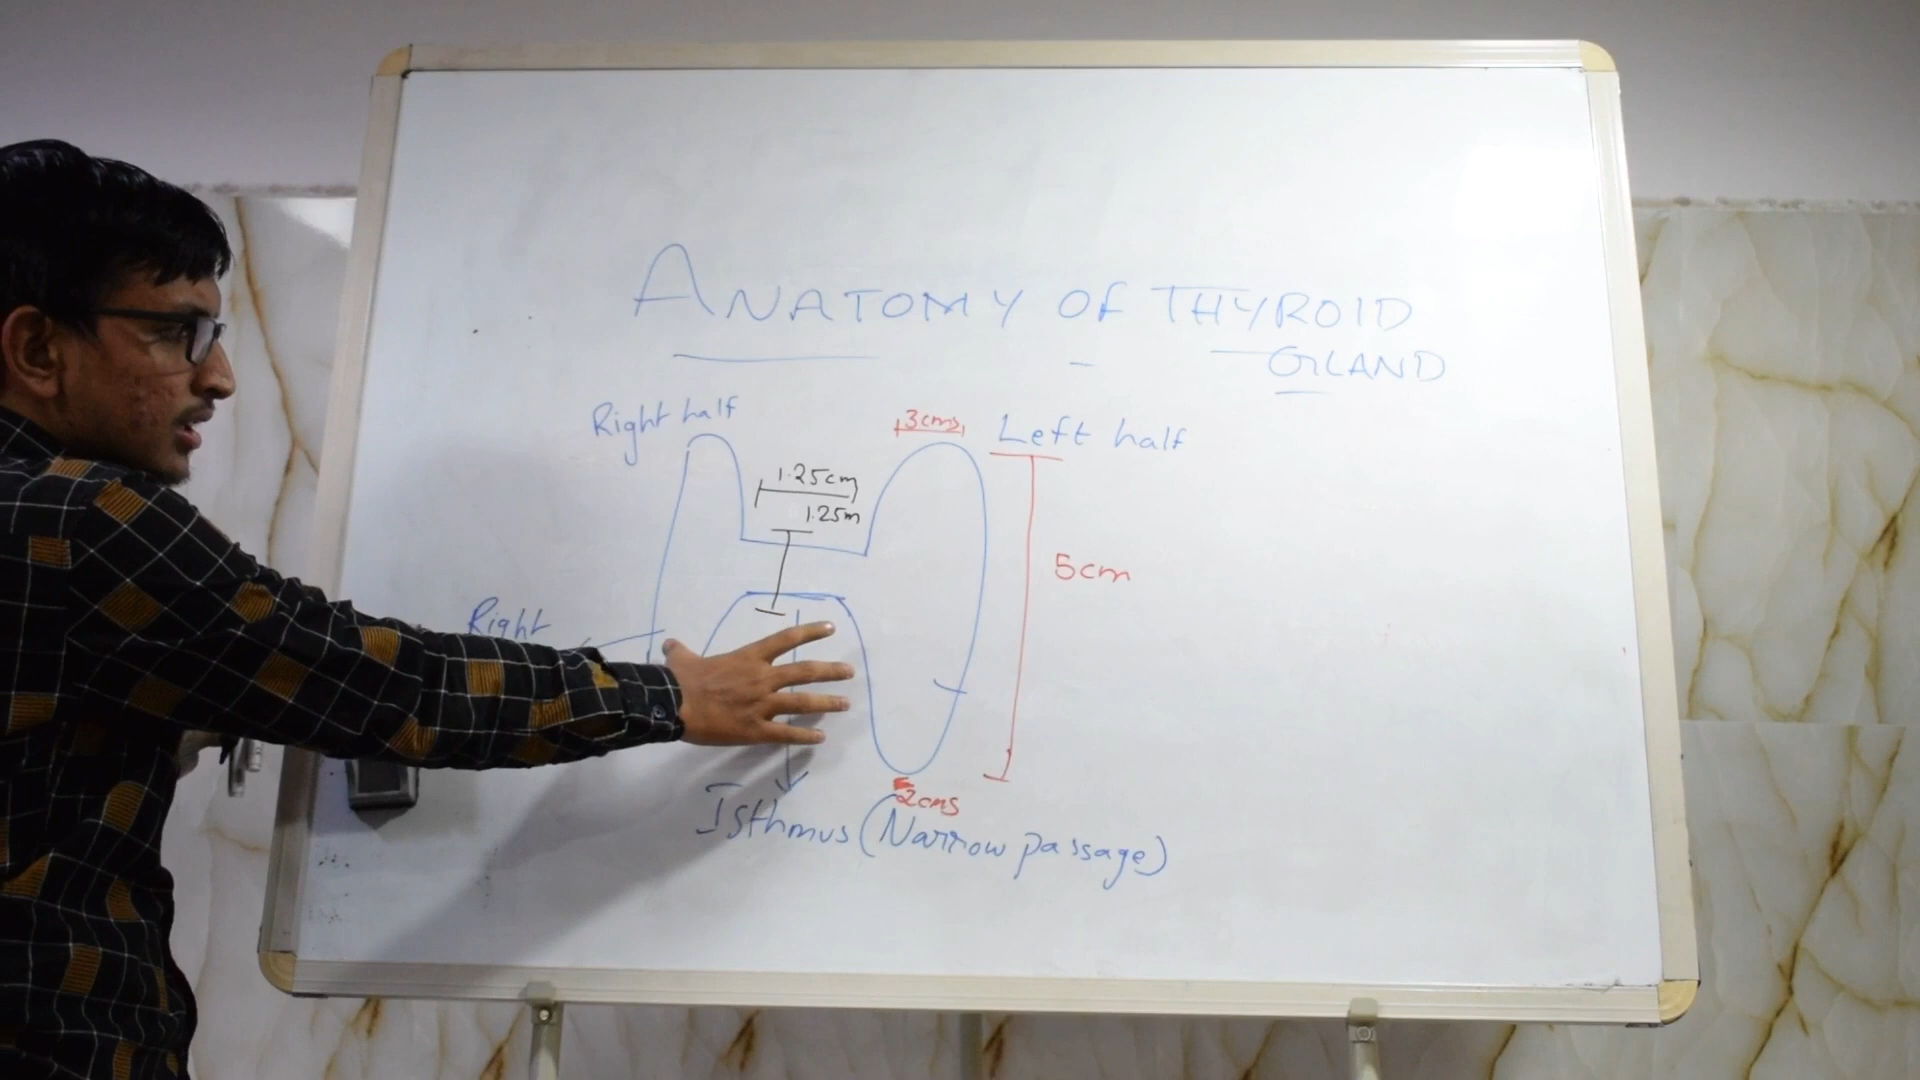 ANATOMY OF THYROID
GLAND
Right half
3cms
Left half
1.25cm
1.25m
5cm
Right
2cms
Isthmus (Narrow passage)